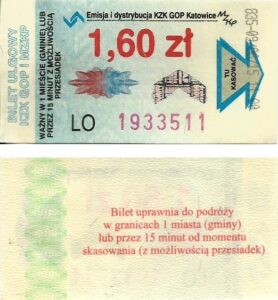 Emisja i dystrybucja KZK GOP Katowice
BILET ULGOWY
KZK GOP i MZKP
WAŻNY W 1 MIEŚCIE (GMINIE) LUB
PRZEZ 15 MINUT Z MOŻLIWOŚCIĄ
PRZESIADEK
1,60 zł
TU
KASOWAĆ
LO 1933511
Bilet uprawnia do podróży
w granicach 1 miasta (gminy)
lub przez 15 minut od momentu
skasowania (z możliwością przesiadek)